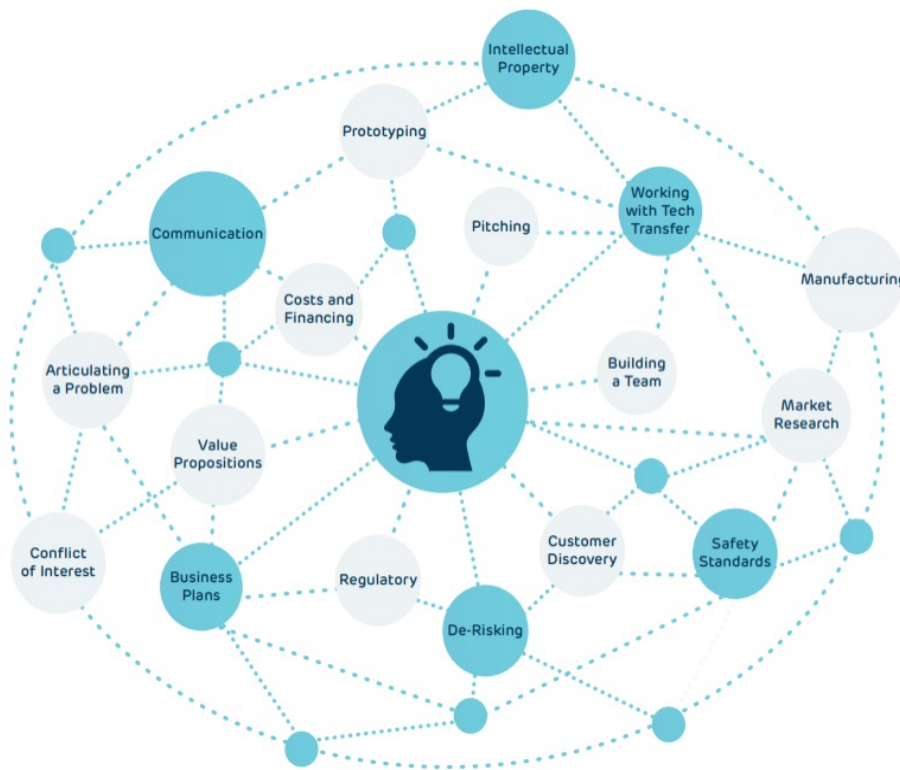 Intellectual
Property
Prototyping
Working
with Tech
Transfer
Pitching
Communication
Manufacturing
Costs and
Financing
Building
a Team
Articulating
a Problem
Market
Research
Value
Propositions
Conflict
of Interest
Business
Plans
Regulatory
Customer
Discovery
Safety
Standards
De-Risking